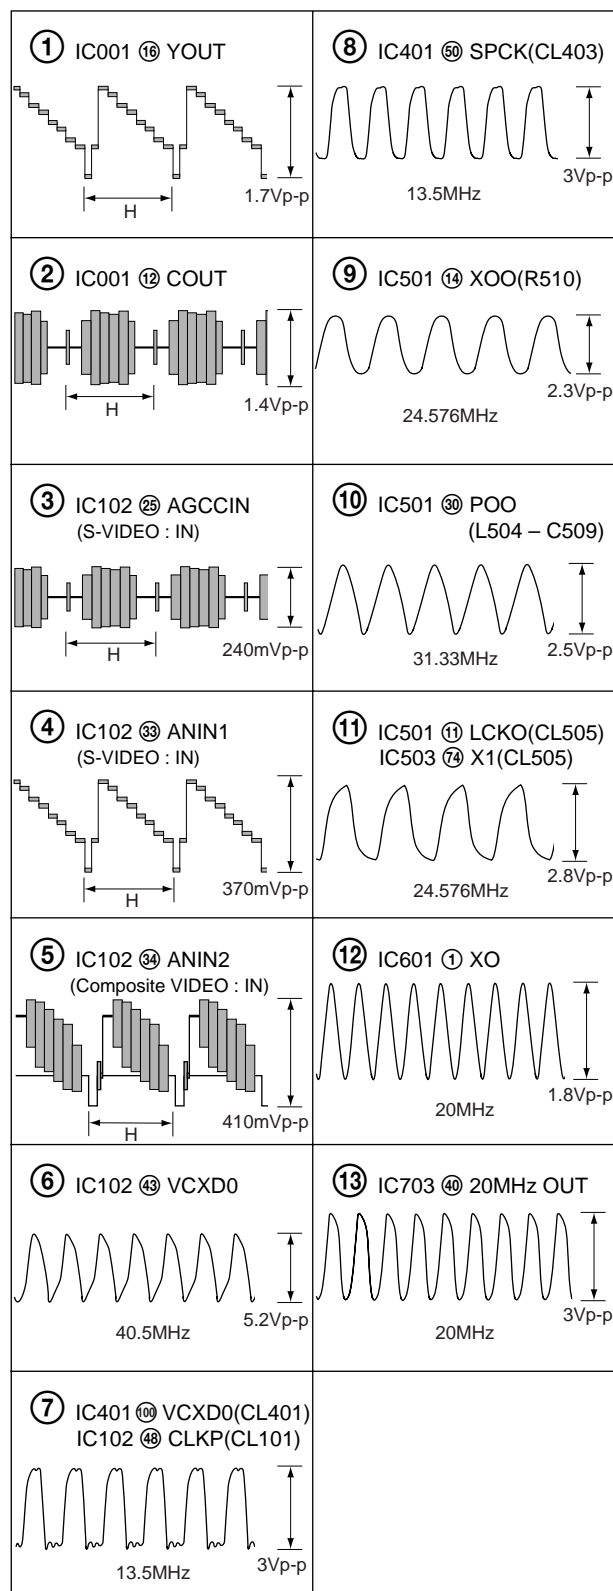 ① IC001 ⑯ YOUT
H
1.7Vp-p
② IC001 ⑫ COUT
H
1.4Vp-p
③ IC102 ㉕ AGCCIN
(S-VIDEO : IN)
H
240mVp-p
④ IC102 ㉝ ANIN1
(S-VIDEO : IN)
H
370mVp-p
⑤ IC102 ㉞ ANIN2
(Composite VIDEO : IN)
H
410mVp-p
⑥ IC102 ㊸ VCXD0
40.5MHz
5.2Vp-p
⑦ IC401 (100) VCXD0(CL401)
IC102 ㊽ CLKP(CL101)
13.5MHz
3Vp-p
⑧ IC401 ㊿ SPCK(CL403)
13.5MHz
3Vp-p
⑨ IC501 ⑭ XOO(R510)
24.576MHz
2.3Vp-p
⑩ IC501 ㉚ POO
(L504 – C509)
31.33MHz
2.5Vp-p
⑪ IC501 ⑪ LCKO(CL505)
IC503 (74) X1(CL505)
24.576MHz
2.8Vp-p
⑫ IC601 ① XO
20MHz
1.8Vp-p
⑬ IC703 ㊵ 20MHz OUT
20MHz
3Vp-p